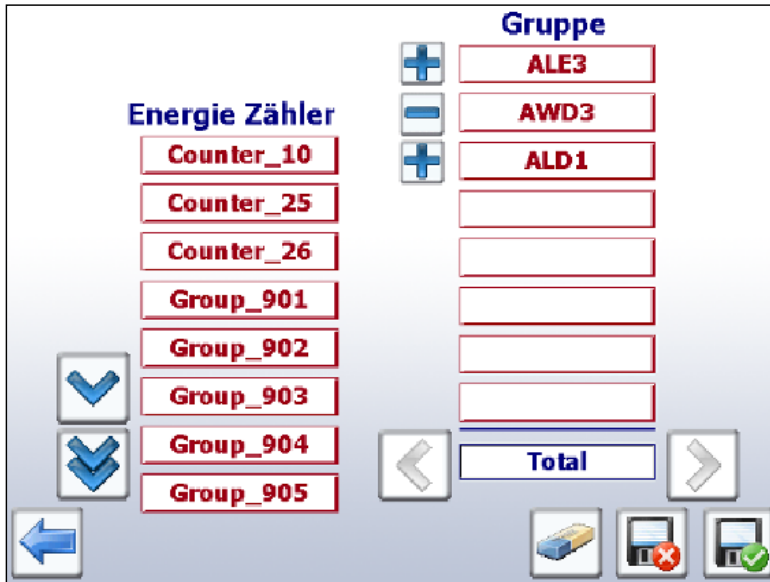 Gruppe
ALE3
AWD3
ALD1
Total
Energie Zähler
Counter_10
Counter_25
Counter_26
Group_901
Group_902
Group_903
Group_904
Group_905